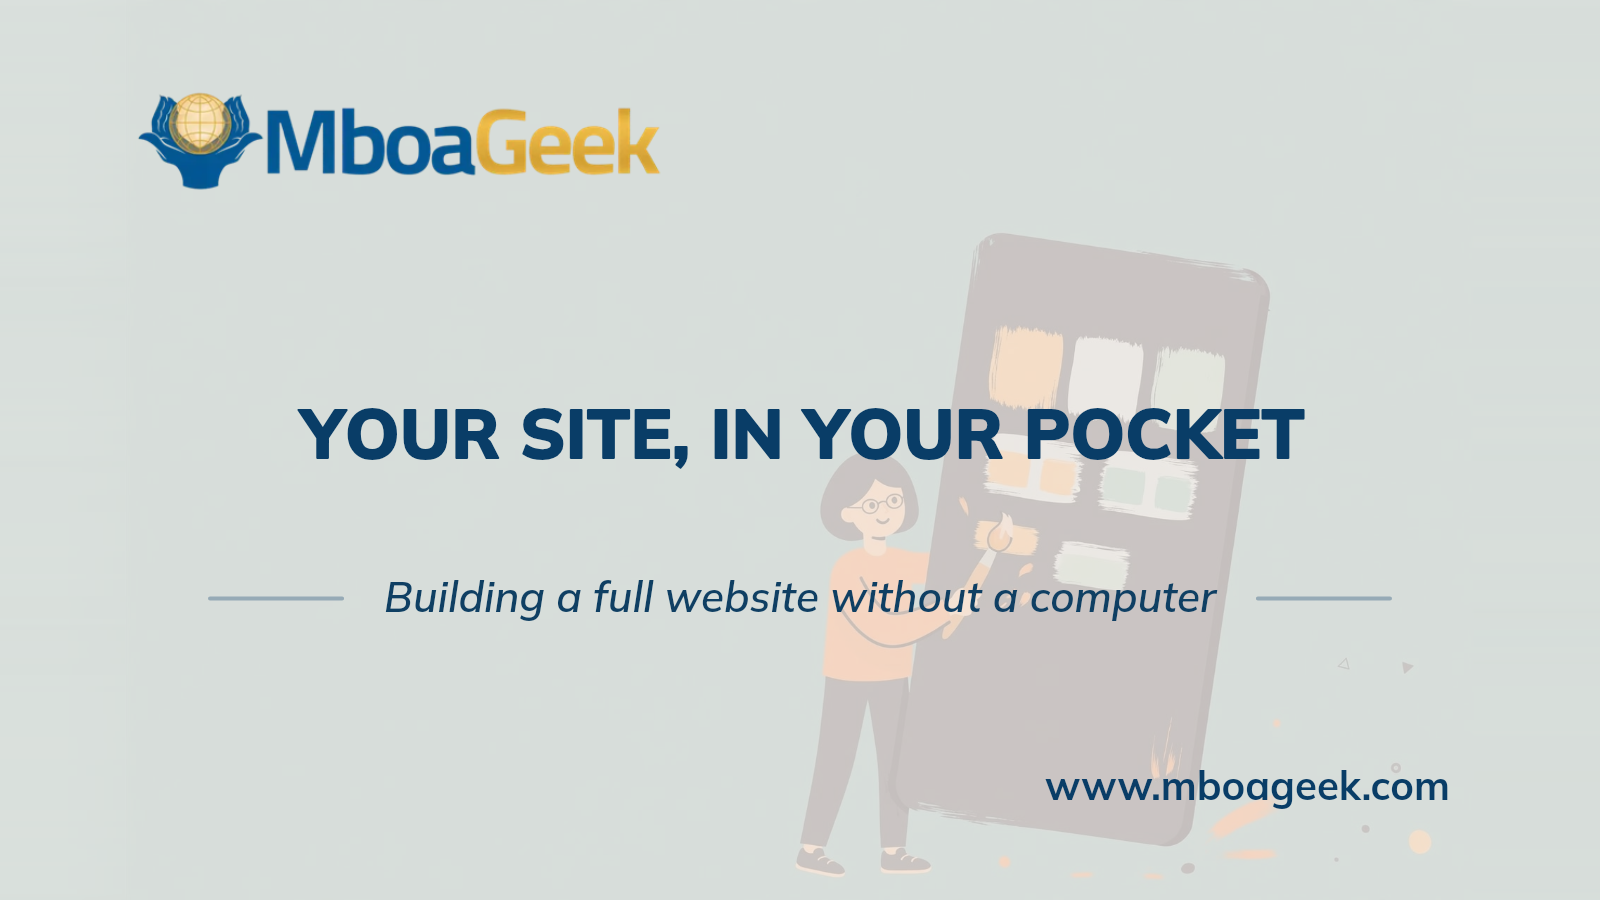 MboaGeek
YOUR SITE, IN YOUR POCKET
Building a full website without a computer
www.mboageek.com